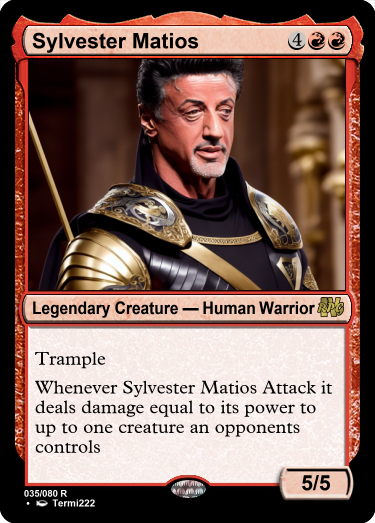 Sylvester Matios 4
Legendary Creature — Human Warrior
Trample
Whenever Sylvester Matios Attack it
deals damage equal to its power to
up to one creature an opponents
controls
5/5
035/080 R
• Termi222